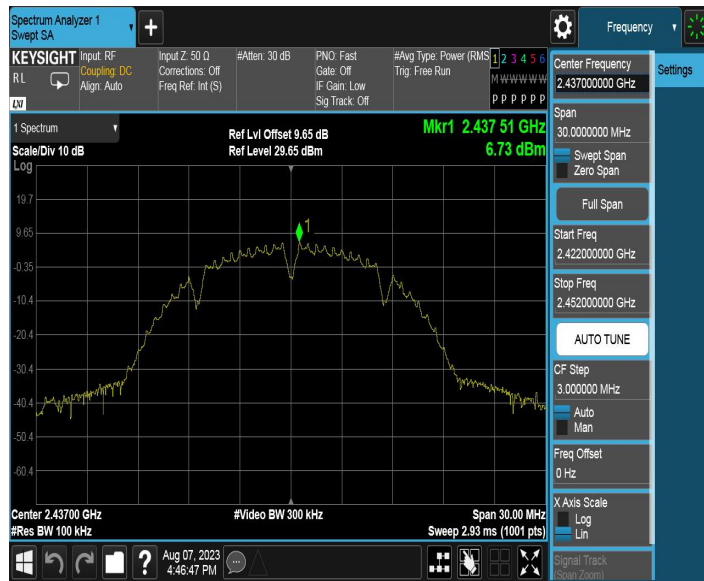 Spectrum Analyzer 1
Swept SA
+
Frequency
KEYSIGHT
RL
LXI
Input: RF
Coupling: DC
Align: Auto
Input Z: 50 Ω
Corrections: Off
Freq Ref: Int (S)
#Atten: 30 dB
PNO: Fast
Gate: Off
IF Gain: Low
Sig Track: Off
#Avg Type: Power (RMS
Trig: Free Run
1 2 3 4 5 6
M W W W W W
P P P P P P
1 Spectrum
Scale/Div 10 dB
Log
Ref Lvl Offset 9.65 dB
Ref Level 29.65 dBm
Mkr1 2.437 51 GHz
6.73 dBm
1
19.7
9.65
-0.35
-10.4
-20.4
-30.4
-40.4
-50.4
-60.4
Center 2.43700 GHz
#Res BW 100 kHz
#Video BW 300 kHz
Span 30.00 MHz
Sweep 2.93 ms (1001 pts)
?
Aug 07, 2023
4:46:47 PM
Center Frequency
2.437000000 GHz
Settings
Span
30.0000000 MHz
Swept Span
Zero Span
Full Span
Start Freq
2.422000000 GHz
Stop Freq
2.452000000 GHz
AUTO TUNE
CF Step
3.000000 MHz
Auto
Man
Freq Offset
0 Hz
X Axis Scale
Log
Lin
Signal Track
(Span Zoom)